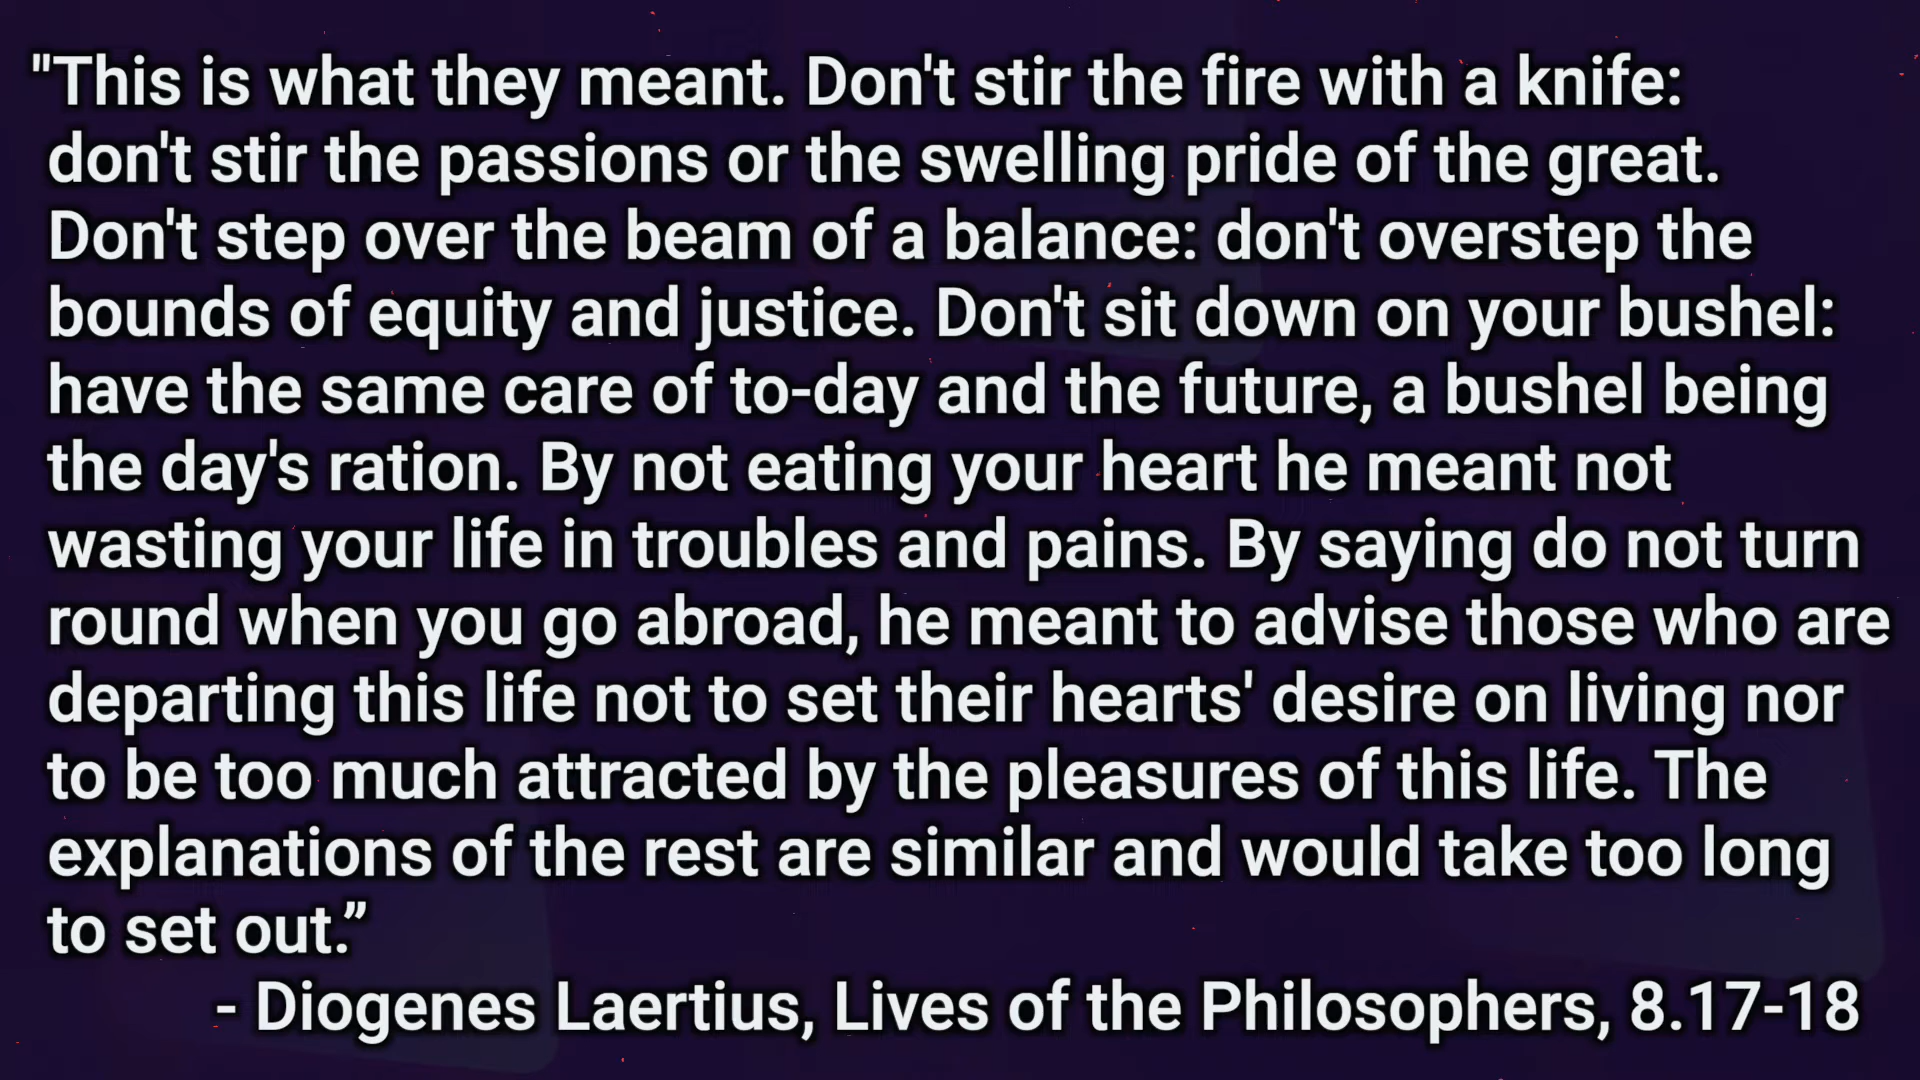 "This is what they meant. Don't stir the fire with a knife:
don't stir the passions or the swelling pride of the great.
Don't step over the beam of a balance: don't overstep the
bounds of equity and justice. Don't sit down on your bushel:
have the same care of to-day and the future, a bushel being
the day's ration. By not eating your heart he meant not
wasting your life in troubles and pains. By saying do not turn
round when you go abroad, he meant to advise those who are
departing this life not to set their hearts' desire on living nor
to be too much attracted by the pleasures of this life. The
explanations of the rest are similar and would take too long
to set out.”
- Diogenes Laertius, Lives of the Philosophers, 8.17-18